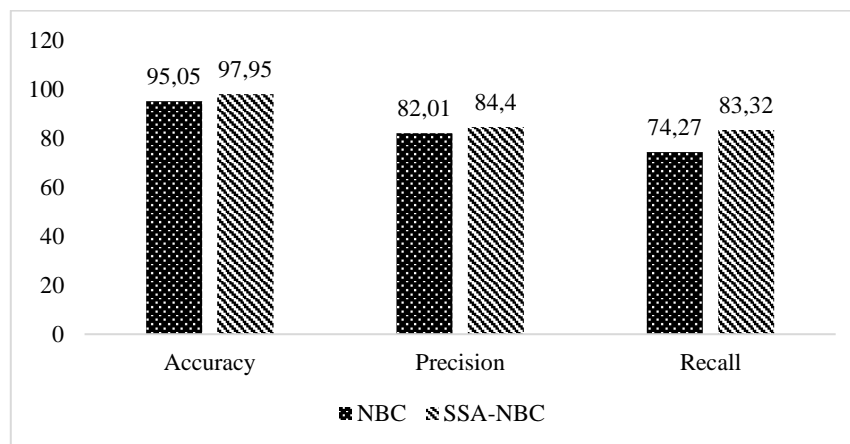 120
100
80
60
40
20
0
95,05
97,95
82,01
84,4
74,27
83,32
Accuracy
Precision
Recall
NBC
SSA-NBC